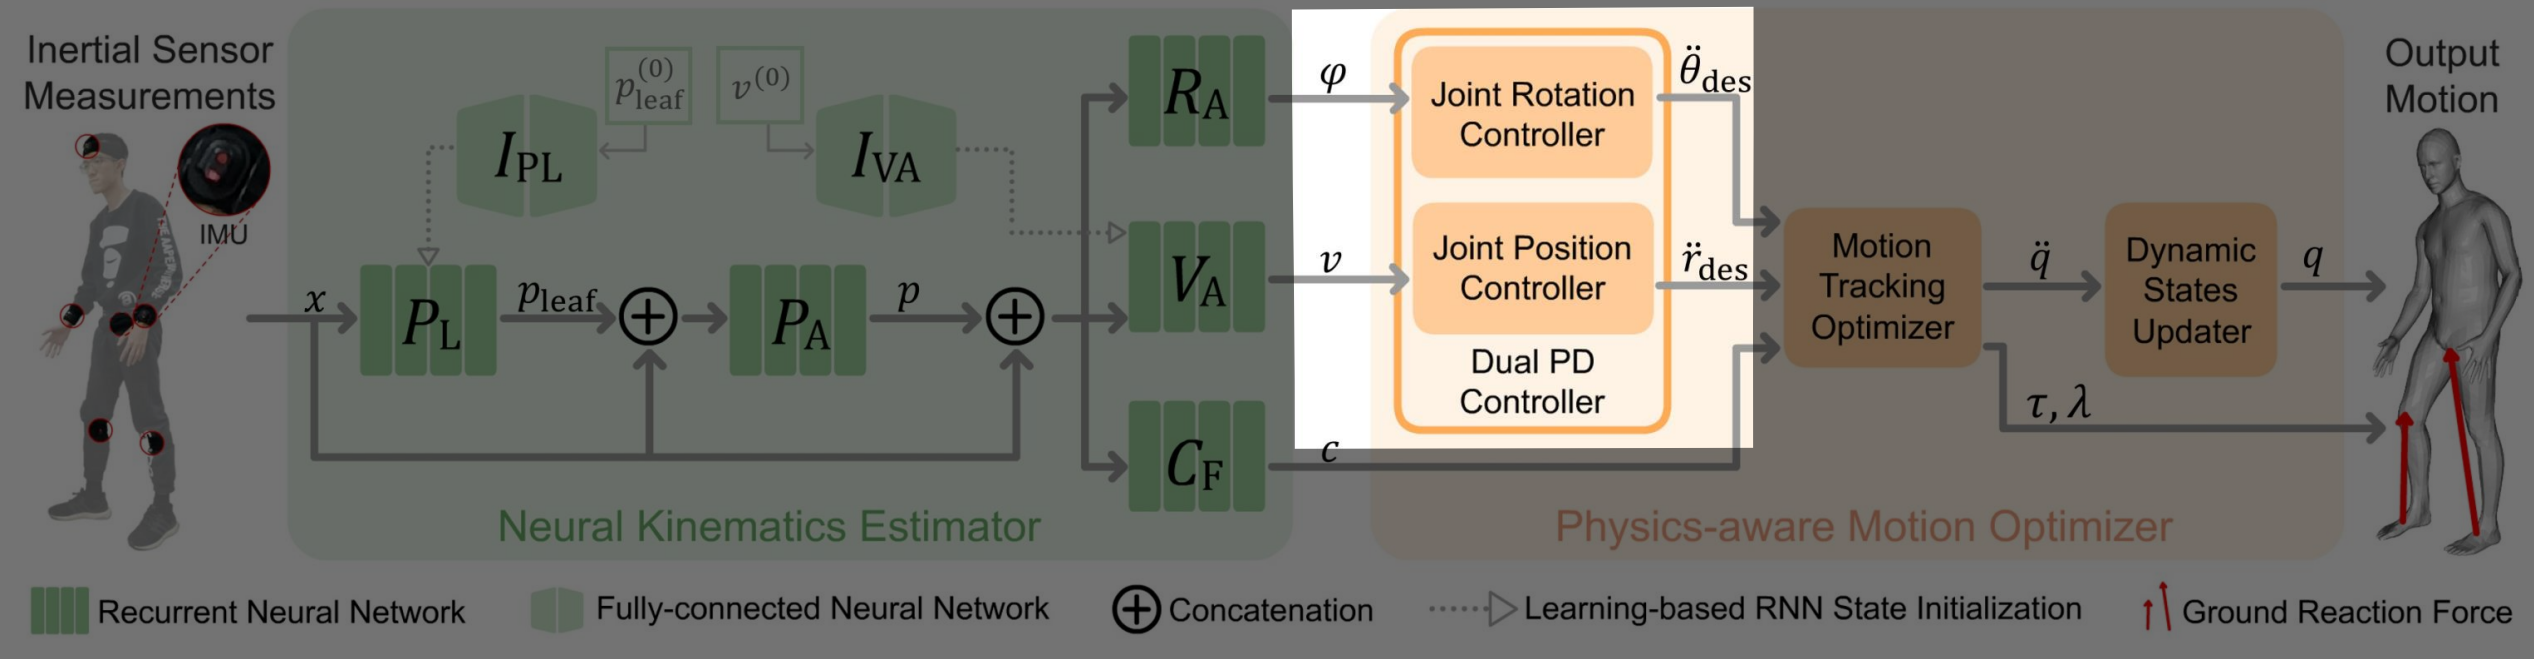 Inertial Sensor
Measurements
IMU
x
P_L
p_leaf
I_PL
p_leaf^(0)
v^(0)
I_VA
P_A
p
R_A
V_A
C_F
Neural Kinematics Estimator
φ
v
c
Joint Rotation
Controller
Joint Position
Controller
Dual PD
Controller
θ̈_des
r̈_des
Motion
Tracking
Optimizer
q̈
τ, λ
Dynamic
States
Updater
q
Physics-aware Motion Optimizer
Output
Motion
Recurrent Neural Network
Fully-connected Neural Network
Concatenation
Learning-based RNN State Initialization
Ground Reaction Force